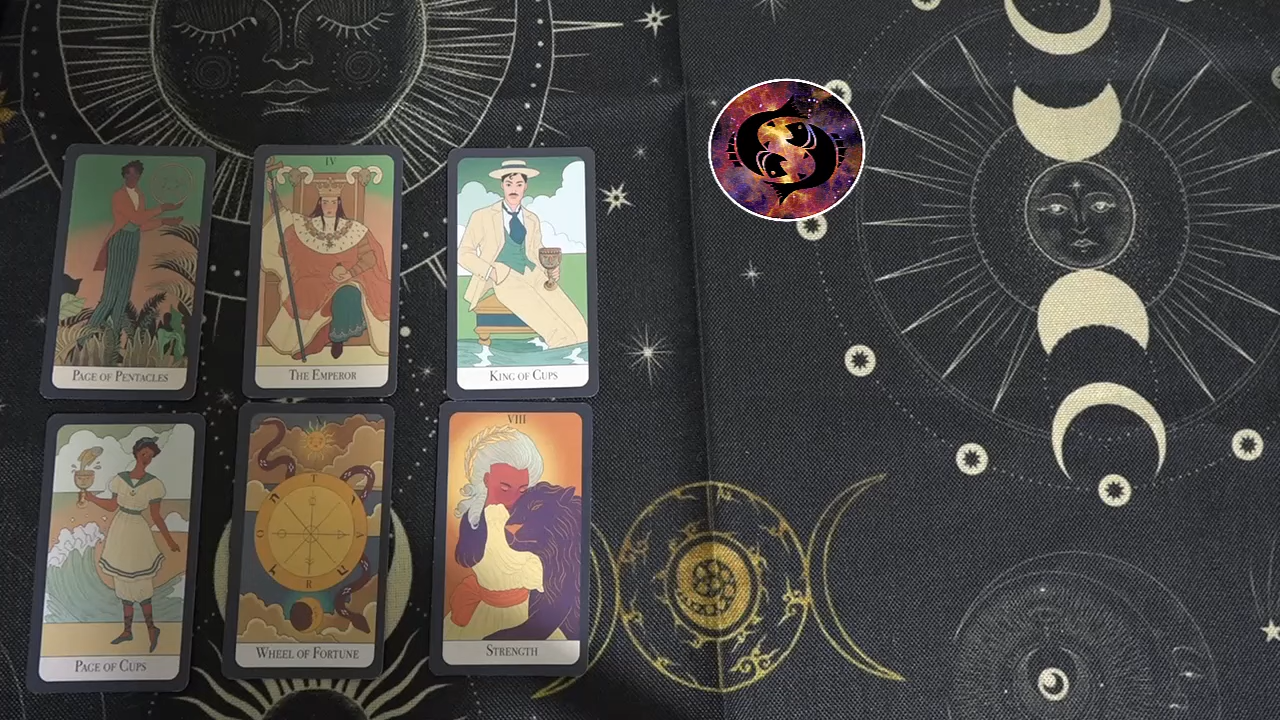 PAGE OF PENTACLES
IV
THE EMPEROR
KING OF CUPS
PAGE OF CUPS
T
A
R
O
WHEEL OF FORTUNE
VIII
STRENGTH